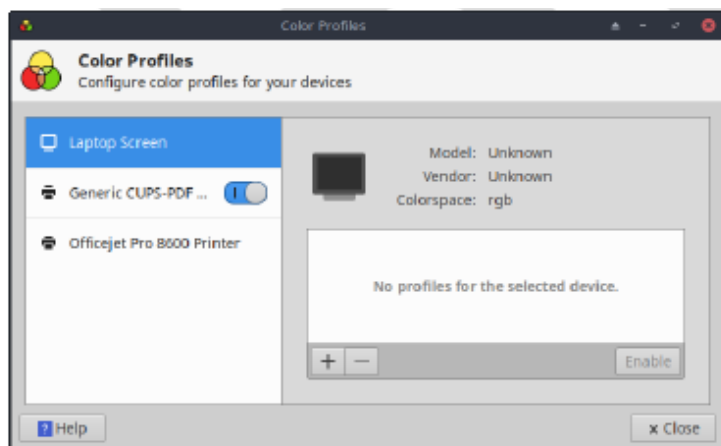 Color Profiles
Color Profiles
Configure color profiles for your devices
Laptop Screen
Generic CUPS-PDF ...
Officejet Pro 8600 Printer
Model: Unknown
Vendor: Unknown
Colorspace: rgb
No profiles for the selected device.
Enable
Help
Close